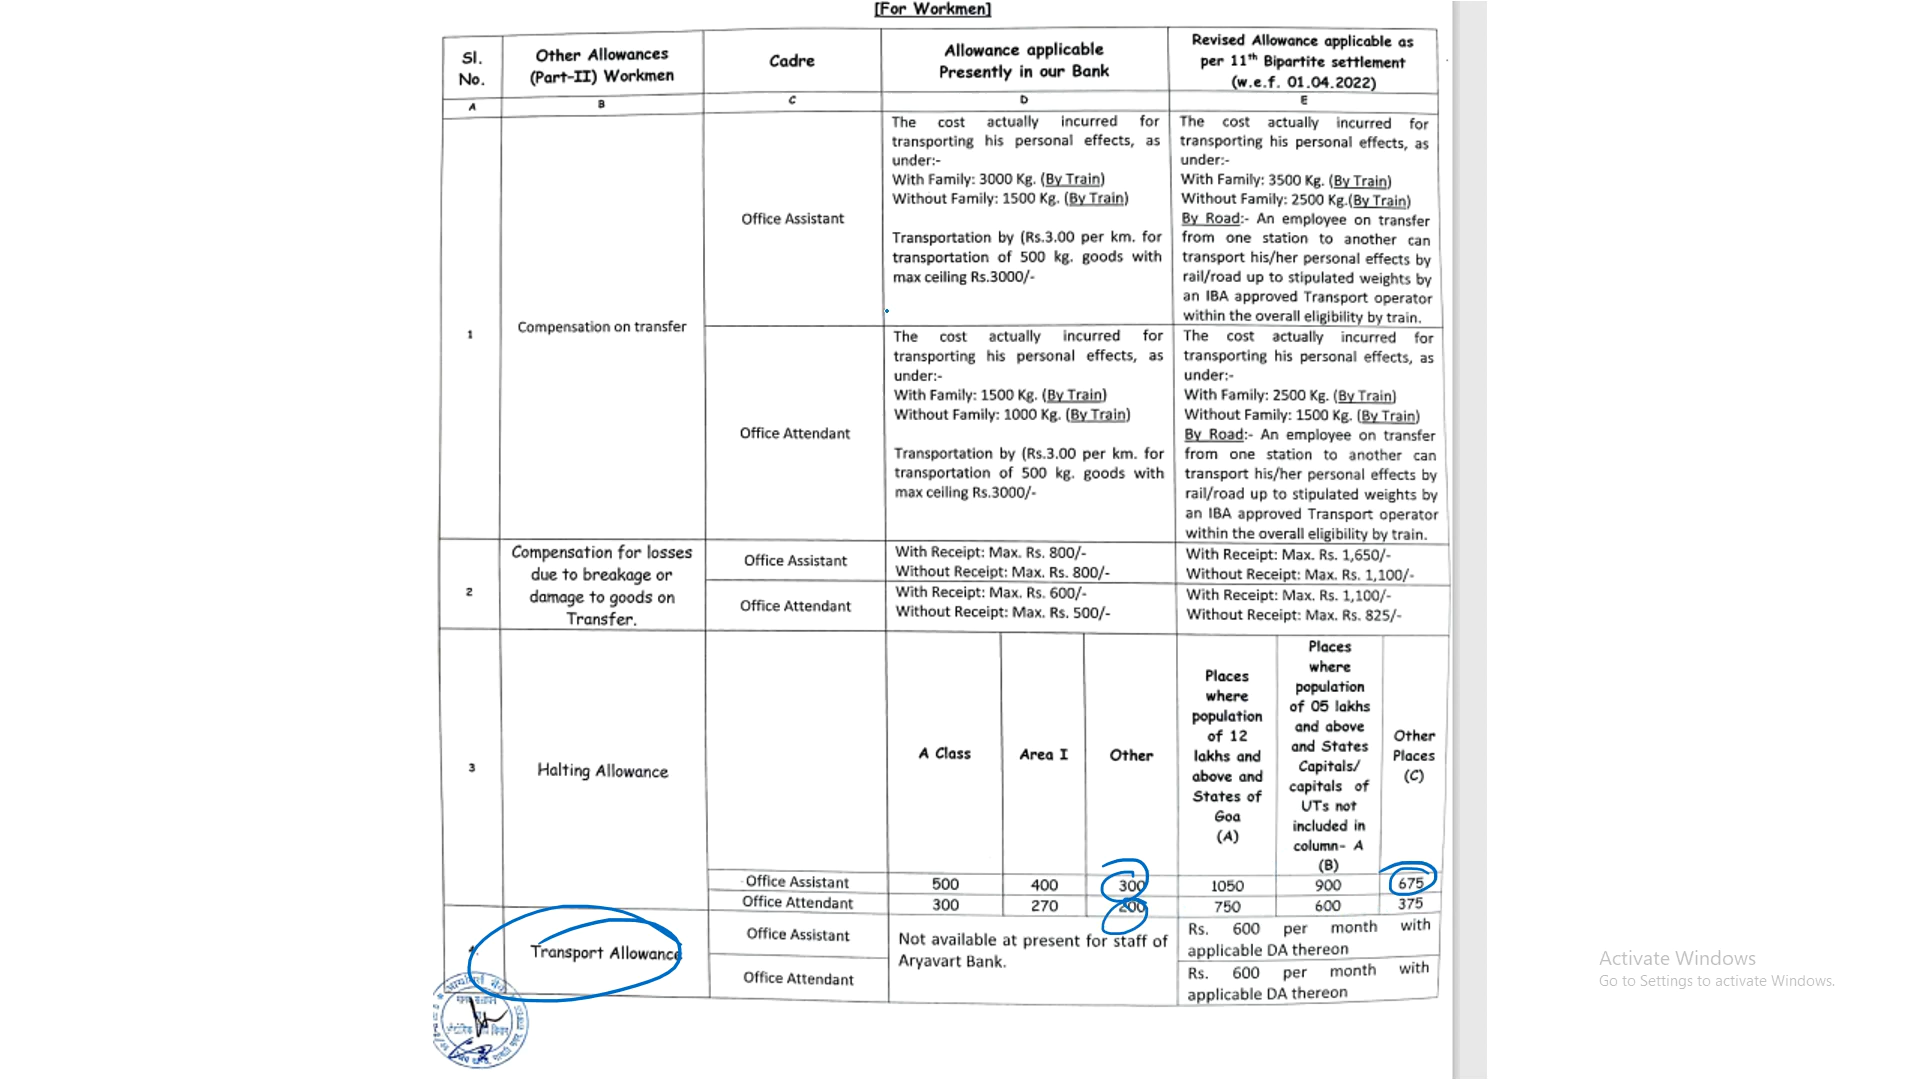 [For Workmen]
Sl. No.
Other Allowances (Part-II) Workmen
Cadre
Allowance applicable Presently in our Bank
Revised Allowance applicable as per 11th Bipartite settlement (w.e.f. 01.04.2022)
A
B
C
D
E
1
Compensation on transfer
Office Assistant
The cost actually incurred for
transporting his personal effects, as
under:-
With Family: 3000 Kg. (By Train)
Without Family: 1500 Kg. (By Train)
Transportation by (Rs.3.00 per km. for
transportation of 500 kg. goods with
max ceiling Rs.3000/-
The cost actually incurred for
transporting his personal effects, as
under:-
With Family: 3500 Kg. (By Train)
Without Family: 2500 Kg.(By Train)
By Road:- An employee on transfer
from one station to another can
transport his/her personal effects by
rail/road up to stipulated weights by
an IBA approved Transport operator
within the overall eligibility by train.
Office Attendant
The cost actually incurred for
transporting his personal effects, as
under:-
With Family: 1500 Kg. (By Train)
Without Family: 1000 Kg. (By Train)
Transportation by (Rs.3.00 per km. for
transportation of 500 kg. goods with
max ceiling Rs.3000/-
The cost actually incurred for
transporting his personal effects, as
under:-
With Family: 2500 Kg. (By Train)
Without Family: 1500 Kg. (By Train)
By Road:- An employee on transfer
from one station to another can
transport his/her personal effects by
rail/road up to stipulated weights by
an IBA approved Transport operator
within the overall eligibility by train.
2
Compensation for losses
due to breakage or
damage to goods on
Transfer.
Office Assistant
With Receipt: Max. Rs. 800/-
Without Receipt: Max. Rs. 800/-
With Receipt: Max. Rs. 1,650/-
Without Receipt: Max. Rs. 1,100/-
Office Attendant
With Receipt: Max. Rs. 600/-
Without Receipt: Max. Rs. 500/-
With Receipt: Max. Rs. 1,100/-
Without Receipt: Max. Rs. 825/-
3
Halting Allowance
A Class
Area I
Other
Places
where
population
of 12
lakhs and
above and
States of
Goa
(A)
Places
where
population
of 05 lakhs
and above
and States
Capitals/
capitals of
UTs not
included in
column- A
(B)
Other
Places
(C)
Office Assistant 500 400 300 1050 900 675
Office Attendant 300 270 200 750 600 375
4.
Transport Allowance
Office Assistant
Office Attendant
Not available at present for staff of
Aryavart Bank.
Rs. 600 per month with
applicable DA thereon
Rs. 600 per month with
applicable DA thereon
Activate Windows
Go to Settings to activate Windows.